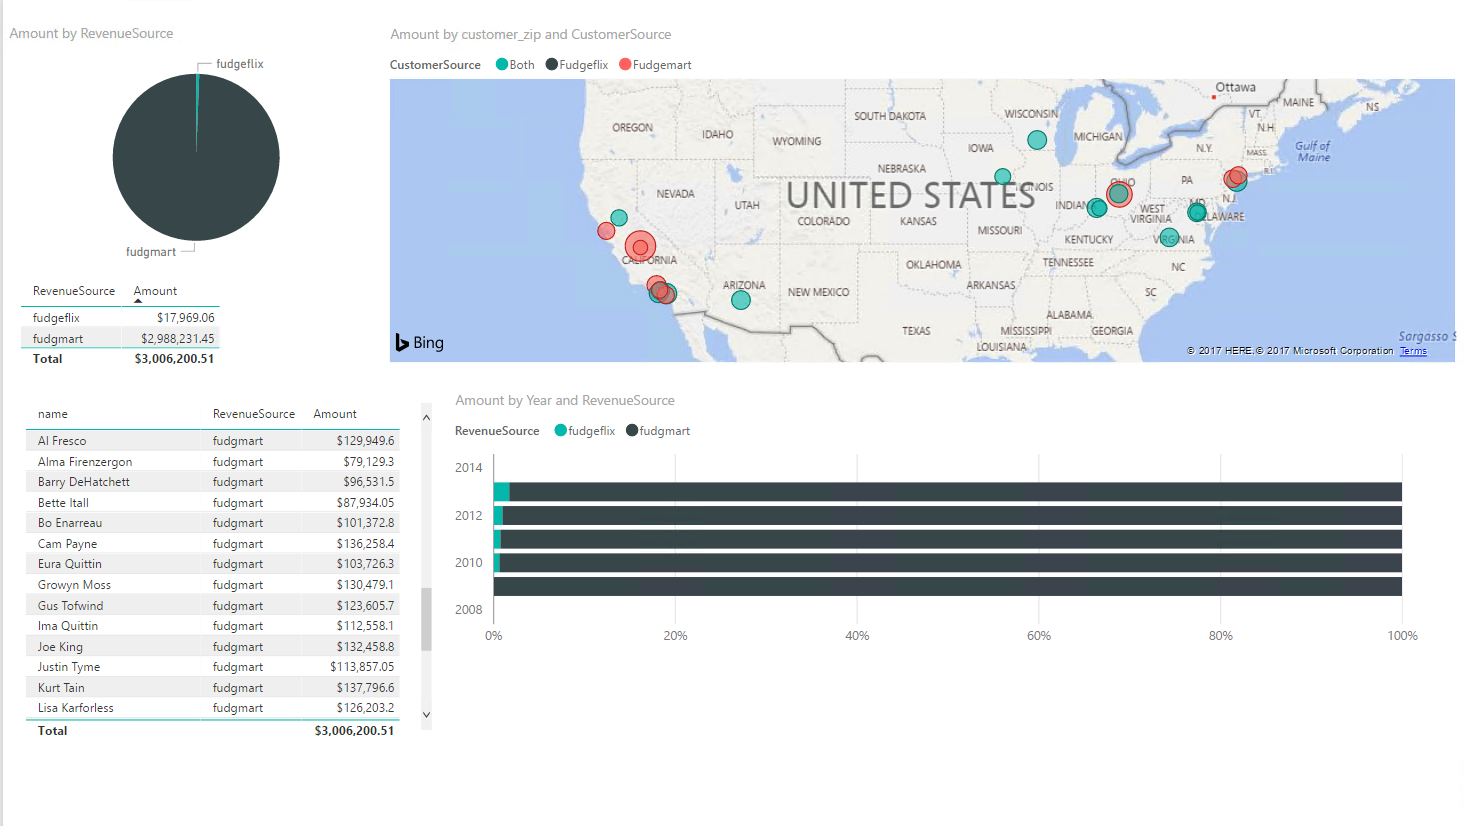 Amount by RevenueSource
fudgeflix
fudgmart
RevenueSource Amount
fudgeflix $17,969.06
fudgmart $2,988,231.45
Total $3,006,200.51
Amount by customer_zip and CustomerSource
CustomerSource Both Fudgeflix Fudgemart
Ottawa
MAINE
NS
OREGON
IDAHO
WYOMING
SOUTH DAKOTA
WISCONSIN
MICHIGAN
VT.
N.H.
N.Y.
MASS.
R.I.
Gulf of
Maine
IOWA
NEBRASKA
NEVADA
UTAH
UNITED STATES
COLORADO
KANSAS
MISSOURI
INDIAN
OHIO
PA
N.J.
MD
WEST
VIRGINIA
KENTUCKY
VIRGINIA
CALIFORNIA
ARIZONA
NEW MEXICO
OKLAHOMA
ARKANSAS
TENNESSEE
NC
SC
TEXAS
MISSISSIPPI
ALABAMA
GEORGIA
LOUISIANA
Sargasso S
Bing
© 2017 HERE,© 2017 Microsoft Corporation Terms
name RevenueSource Amount
Al Fresco fudgmart $129,949.6
Alma Firenzergon fudgmart $79,129.3
Barry DeHatchett fudgmart $96,531.5
Bette Itall fudgmart $87,934.05
Bo Enarreau fudgmart $101,372.8
Cam Payne fudgmart $136,258.4
Eura Quittin fudgmart $103,726.3
Growyn Moss fudgmart $130,479.1
Gus Tofwind fudgmart $123,605.7
Ima Quittin fudgmart $112,558.1
Joe King fudgmart $132,458.8
Justin Tyme fudgmart $113,857.05
Kurt Tain fudgmart $137,796.6
Lisa Karforless fudgmart $126,203.2
Total $3,006,200.51
Amount by Year and RevenueSource
RevenueSource fudgeflix fudgmart
2014
2012
2010
2008
0% 20% 40% 60% 80% 100%